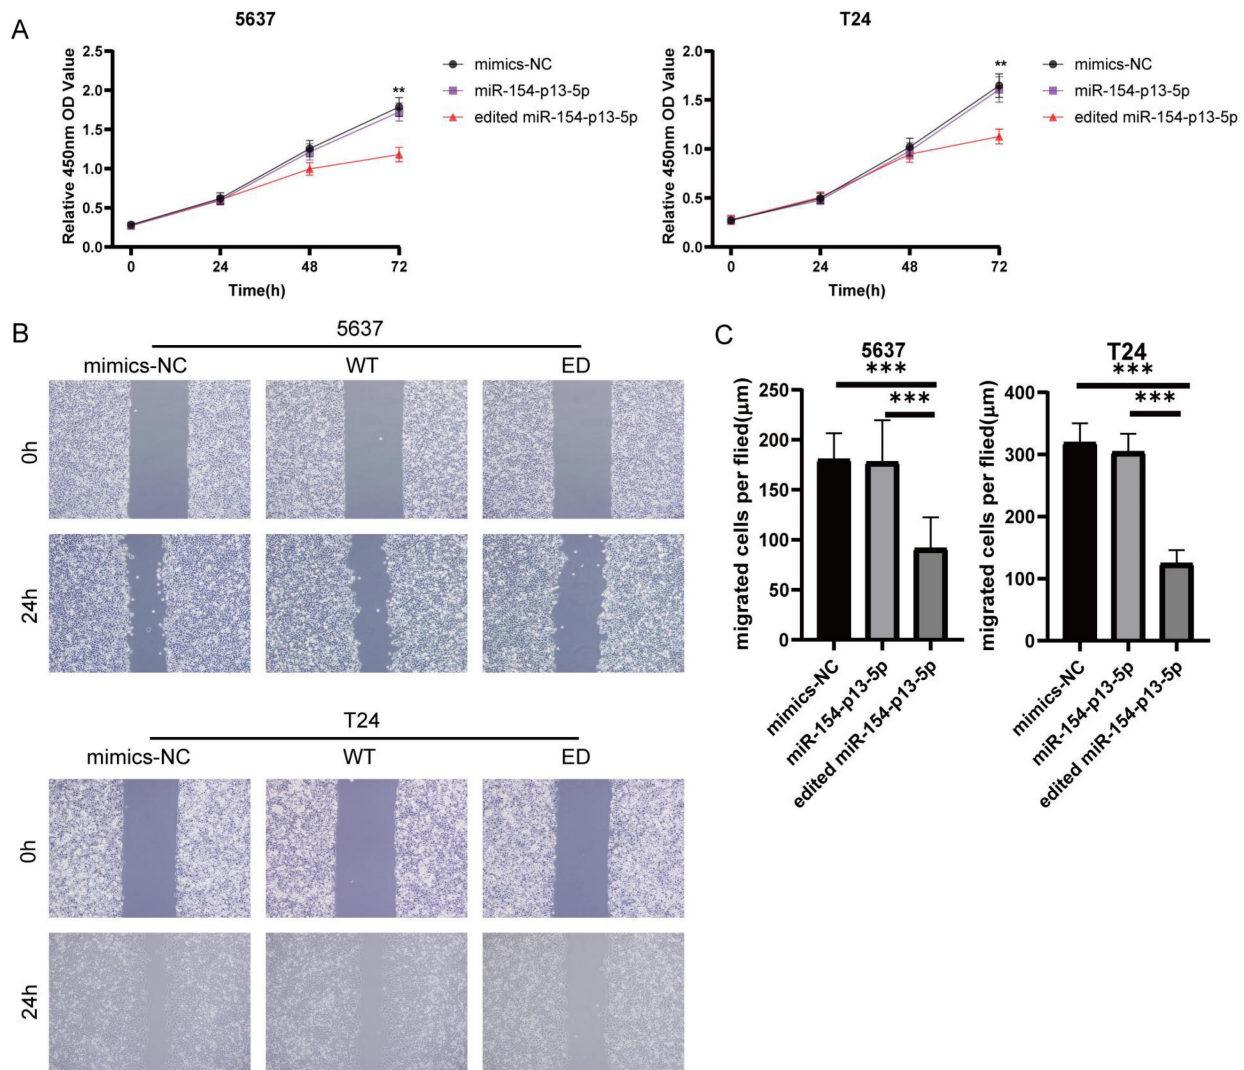 A
5637
Relative 450nm OD Value
2.5
2.0
1.5
1.0
0.5
0.0
0
24
48
72
Time(h)
**
mimics-NC
miR-154-p13-5p
edited miR-154-p13-5p
T24
Relative 450nm OD Value
2.0
1.5
1.0
0.5
0.0
0
24
48
72
Time(h)
**
mimics-NC
miR-154-p13-5p
edited miR-154-p13-5p
B
5637
mimics-NC
WT
ED
0h
24h
T24
mimics-NC
WT
ED
0h
24h
C
5637
***
***
migrated cells per flied(μm)
250
200
150
100
50
0
mimics-NC
miR-154-p13-5p
edited miR-154-p13-5p
T24
***
***
migrated cells per flied(μm)
400
300
200
100
0
mimics-NC
miR-154-p13-5p
edited miR-154-p13-5p